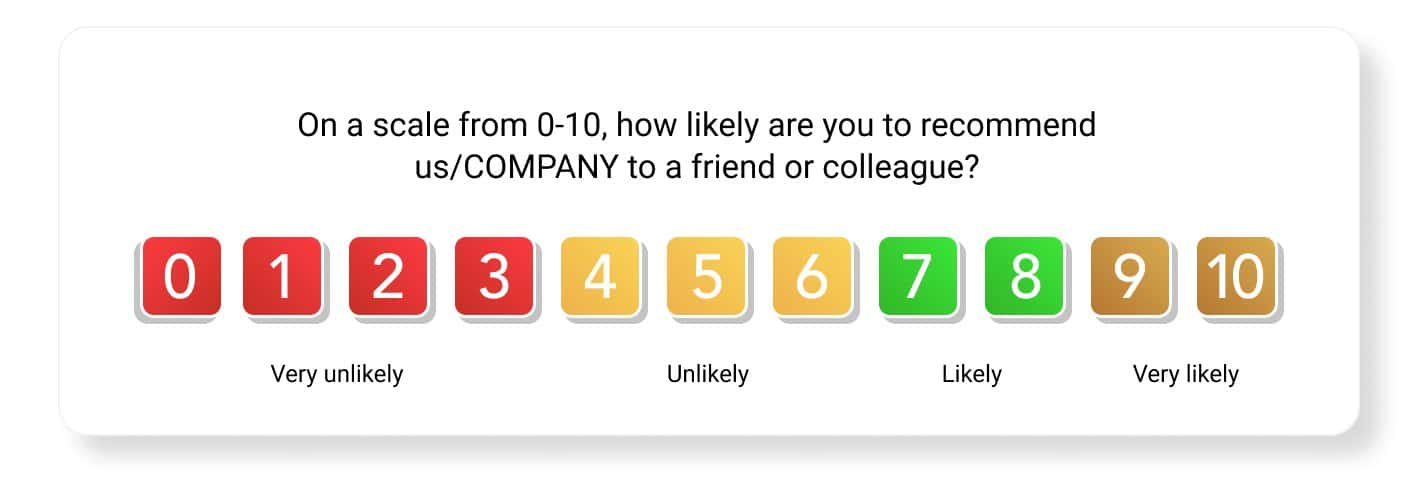 On a scale from 0-10, how likely are you to recommend
us/COMPANY to a friend or colleague?
0 1 2 3 4 5 6 7 8 9 10
Very unlikely Unlikely Likely Very likely